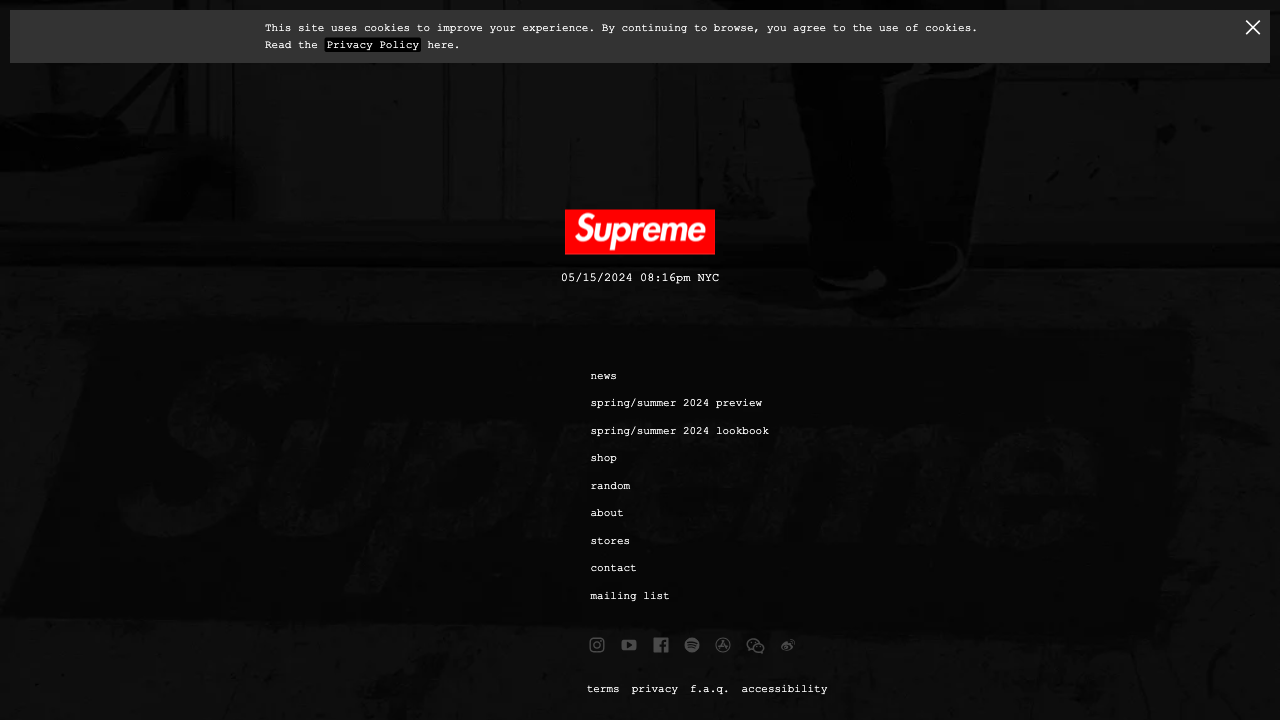 This site uses cookies to improve your experience. By continuing to browse, you agree to the use of cookies.
Read the Privacy Policy here.
Supreme
05/15/2024 08:16pm NYC
news
spring/summer 2024 preview
spring/summer 2024 lookbook
shop
random
about
stores
contact
mailing list
terms privacy f.a.q. accessibility
Supreme